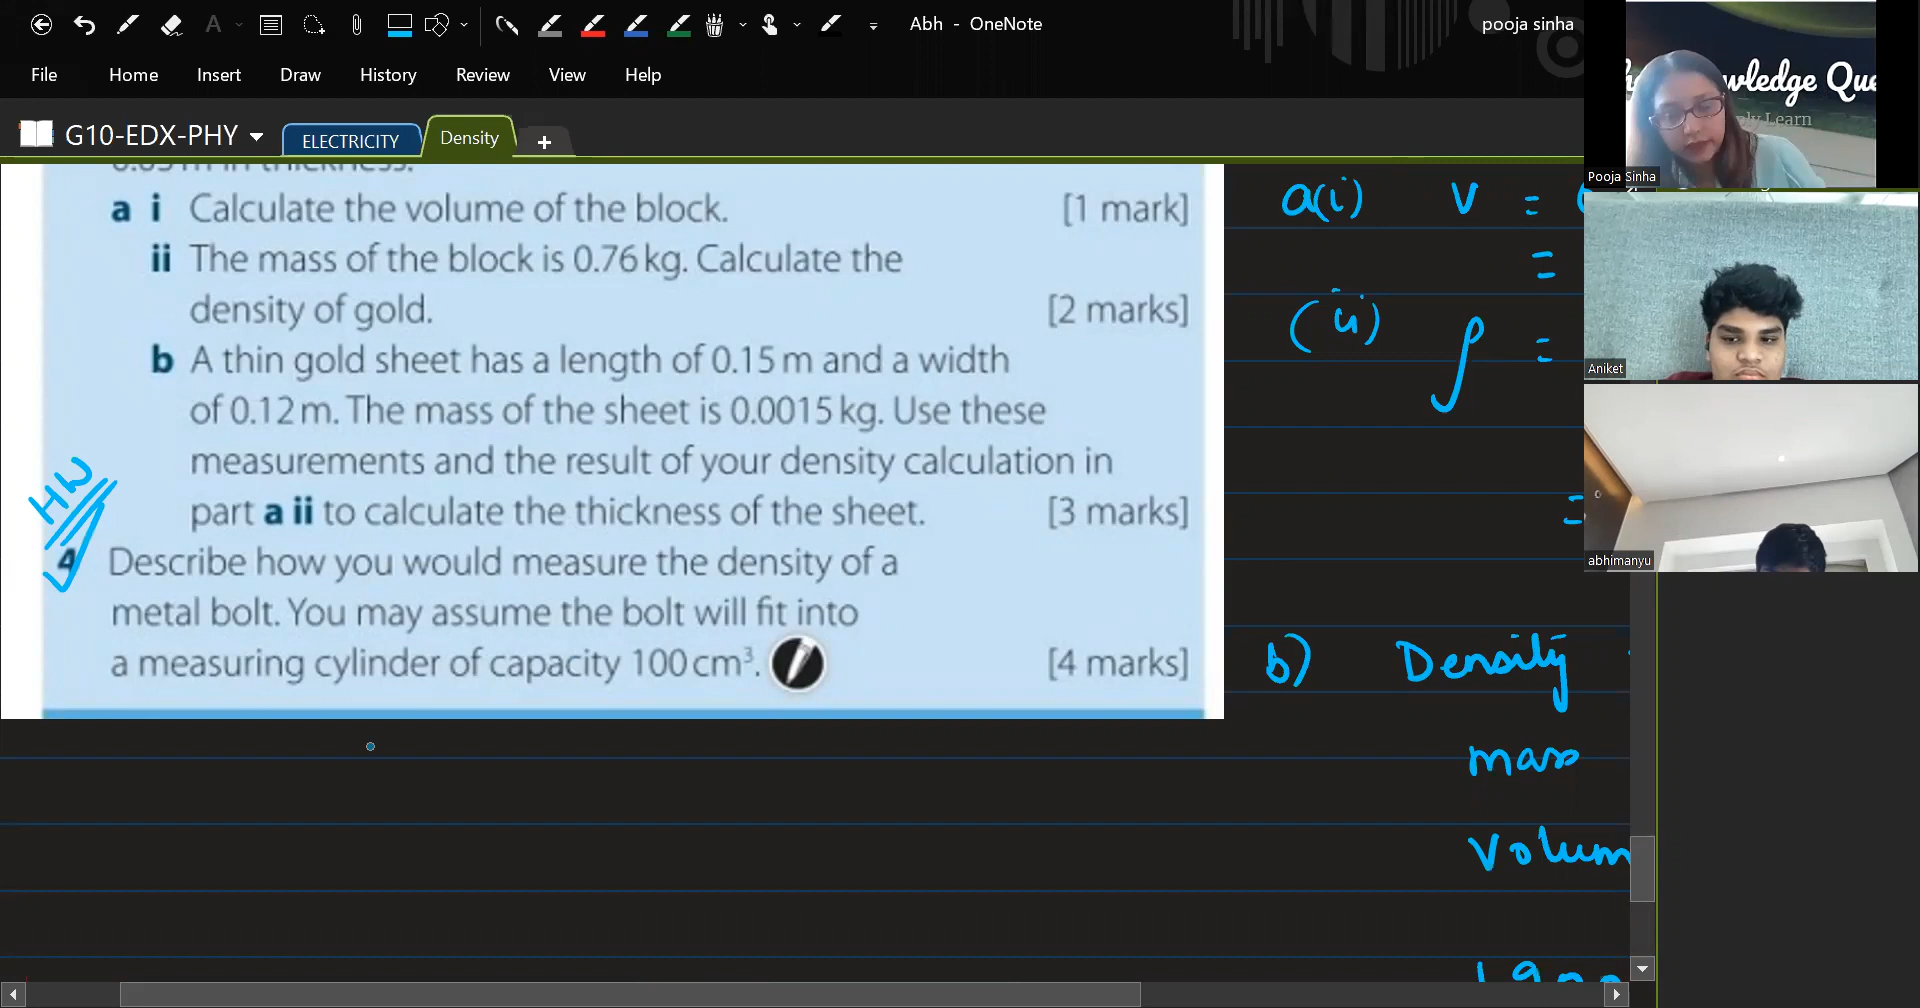 Abh - OneNote
pooja sinha
File Home Insert Draw History Review View Help
G10-EDX-PHY ELECTRICITY Density
a i Calculate the volume of the block. [1 mark]
ii The mass of the block is 0.76 kg. Calculate the
density of gold. [2 marks]
b A thin gold sheet has a length of 0.15 m and a width
of 0.12 m. The mass of the sheet is 0.0015 kg. Use these
measurements and the result of your density calculation in
part a ii to calculate the thickness of the sheet. [3 marks]
HW
4 Describe how you would measure the density of a
metal bolt. You may assume the bolt will fit into
a measuring cylinder of capacity 100 cm³. [4 marks]
a(i) V =
=
(ii) ρ =
=
b) Density
mass
Volum
Pooja Sinha
Aniket
abhimanyu